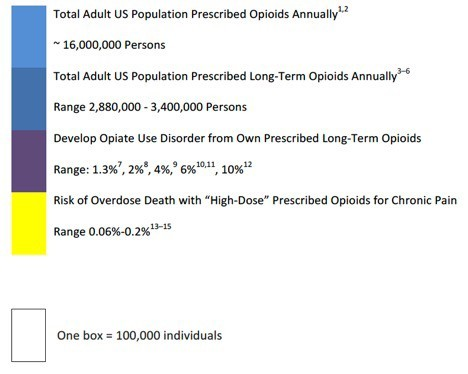 Total Adult US Population Prescribed Opioids Annually1,2
~ 16,000,000 Persons
Total Adult US Population Prescribed Long-Term Opioids Annually3–6
Range 2,880,000 - 3,400,000 Persons
Develop Opiate Use Disorder from Own Prescribed Long-Term Opioids
Range: 1.3%7, 2%8, 4%,9 6%10,11, 10%12
Risk of Overdose Death with “High-Dose” Prescribed Opioids for Chronic Pain
Range 0.06%-0.2%13–15
One box = 100,000 individuals